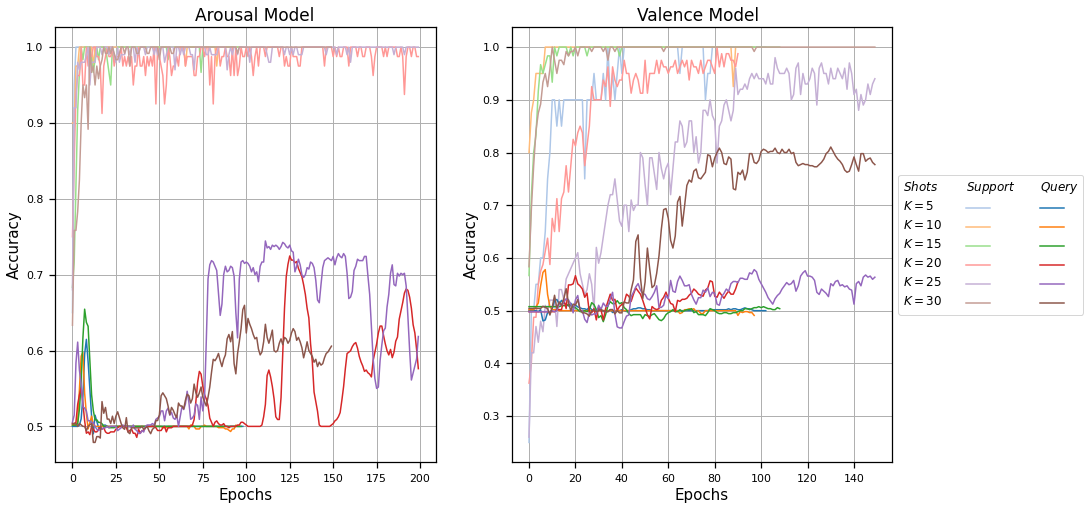 Arousal Model
1.0
0.9
0.8
0.7
0.6
0.5
Accuracy
0 25 50 75 100 125 150 175 200
Epochs
Valence Model
1.0
0.9
0.8
0.7
0.6
0.5
0.4
0.3
Accuracy
0 20 40 60 80 100 120 140
Epochs
Shots Support Query
K = 5
K = 10
K = 15
K = 20
K = 25
K = 30